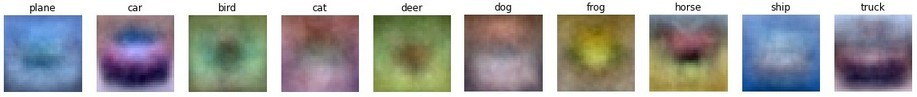 plane car bird cat deer dog frog horse ship truck